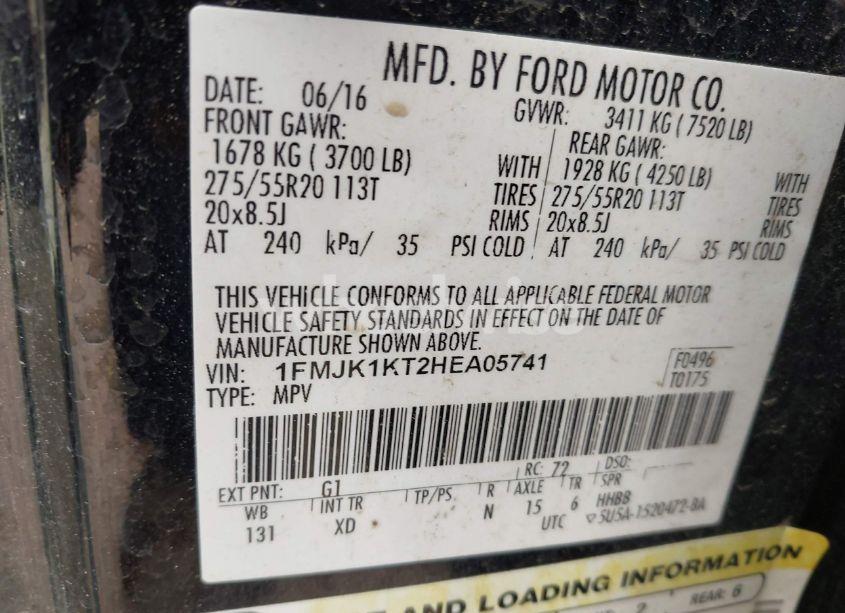 MFD. BY FORD MOTOR CO.
DATE: 06/16 GVWR: 3411 KG ( 7520 LB)
FRONT GAWR: REAR GAWR:
1678 KG ( 3700 LB) WITH 1928 KG ( 4250 LB) WITH
275/55R20 113T TIRES 275/55R20 113T TIRES
20x8.5J RIMS 20x8.5J RIMS
AT 240 kPa/ 35 PSI COLD AT 240 kPa/ 35 PSI COLD
THIS VEHICLE CONFORMS TO ALL APPLICABLE FEDERAL MOTOR
VEHICLE SAFETY STANDARDS IN EFFECT ON THE DATE OF
MANUFACTURE SHOWN ABOVE.
VIN: 1FMJK1KT2HEA05741 F0496
TYPE: MPV T0175
RC: 72 DSO:
EXT PNT: G1
WB INT TR TP/PS R AXLE TR SPR
131 XD N 15 6 HHBB
UTC 5U5A-1520472-BA
AND LOADING INFORMATION
2 REAR: 6